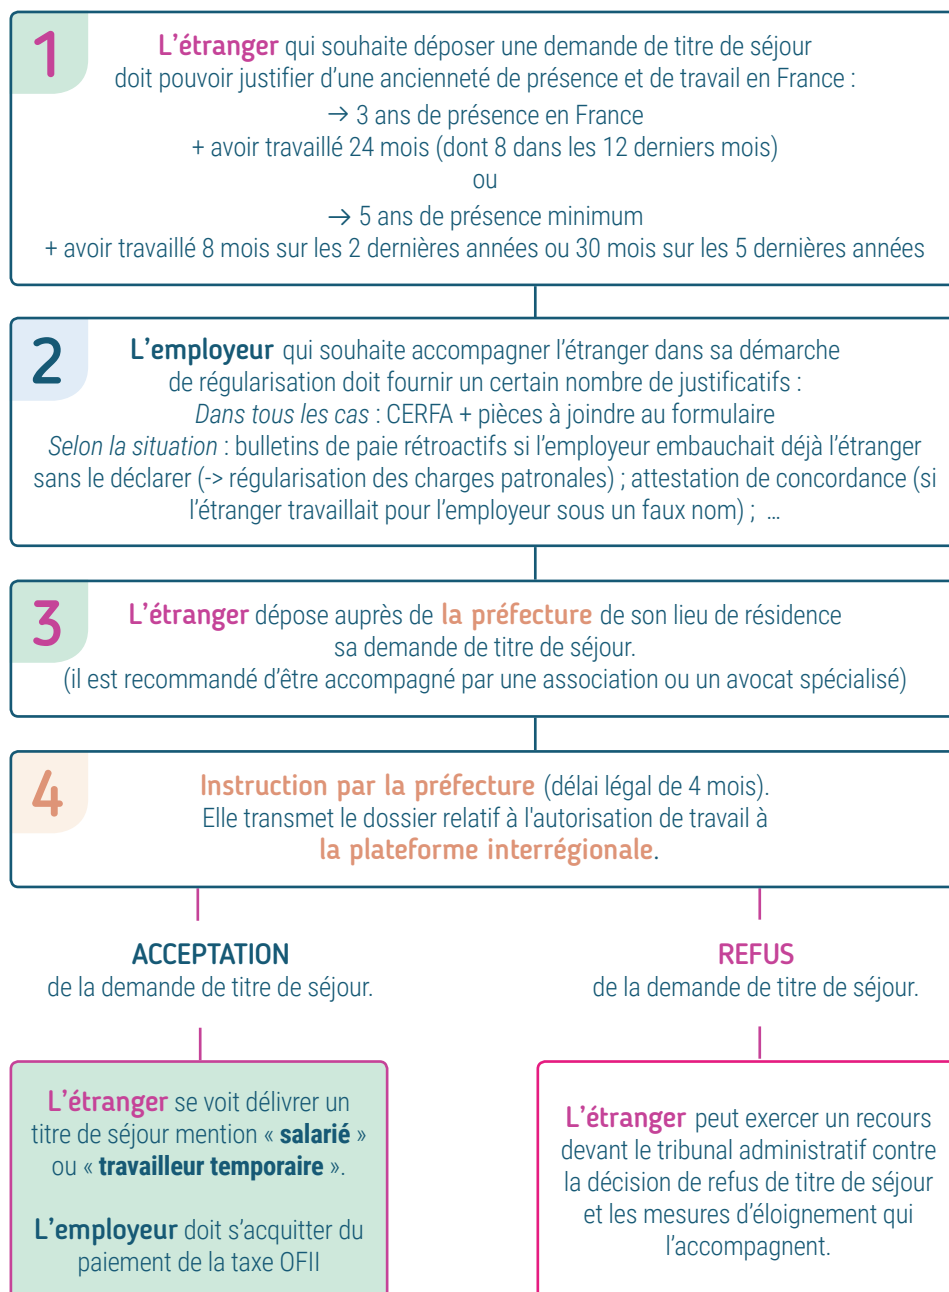 1
L'étranger qui souhaite déposer une demande de titre de séjour
doit pouvoir justifier d'une ancienneté de présence et de travail en France :
→ 3 ans de présence en France
+ avoir travaillé 24 mois (dont 8 dans les 12 derniers mois)
ou
→ 5 ans de présence minimum
+ avoir travaillé 8 mois sur les 2 dernières années ou 30 mois sur les 5 dernières années
2
L'employeur qui souhaite accompagner l'étranger dans sa démarche
de régularisation doit fournir un certain nombre de justificatifs :
Dans tous les cas : CERFA + pièces à joindre au formulaire
Selon la situation : bulletins de paie rétroactifs si l'employeur embauchait déjà l'étranger
sans le déclarer (-> régularisation des charges patronales) ; attestation de concordance (si
l'étranger travaillait pour l'employeur sous un faux nom) ; …
3
L'étranger dépose auprès de la préfecture de son lieu de résidence
sa demande de titre de séjour.
(il est recommandé d'être accompagné par une association ou un avocat spécialisé)
4
Instruction par la préfecture (délai légal de 4 mois).
Elle transmet le dossier relatif à l'autorisation de travail à
la plateforme interrégionale.
ACCEPTATION
de la demande de titre de séjour.
L'étranger se voit délivrer un
titre de séjour mention « salarié »
ou « travailleur temporaire ».
L'employeur doit s'acquitter du
paiement de la taxe OFII
REFUS
de la demande de titre de séjour.
L'étranger peut exercer un recours
devant le tribunal administratif contre
la décision de refus de titre de séjour
et les mesures d'éloignement qui
l'accompagnent.